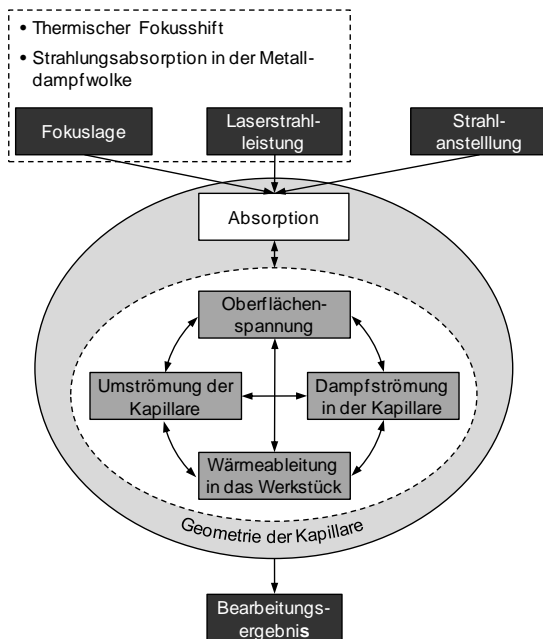 • Thermischer Fokusshift
• Strahlungsabsorption in der Metall-
dampfwolke
Fokuslage
Laserstrahl-
leistung
Strahl-
anstelllung
Absorption
Oberflächen-
spannung
Umströmung der
Kapillare
Dampfströmung
in der Kapillare
Wärmeableitung
in das Werkstück
Geometrie der Kapillare
Bearbeitungs-
ergebnis